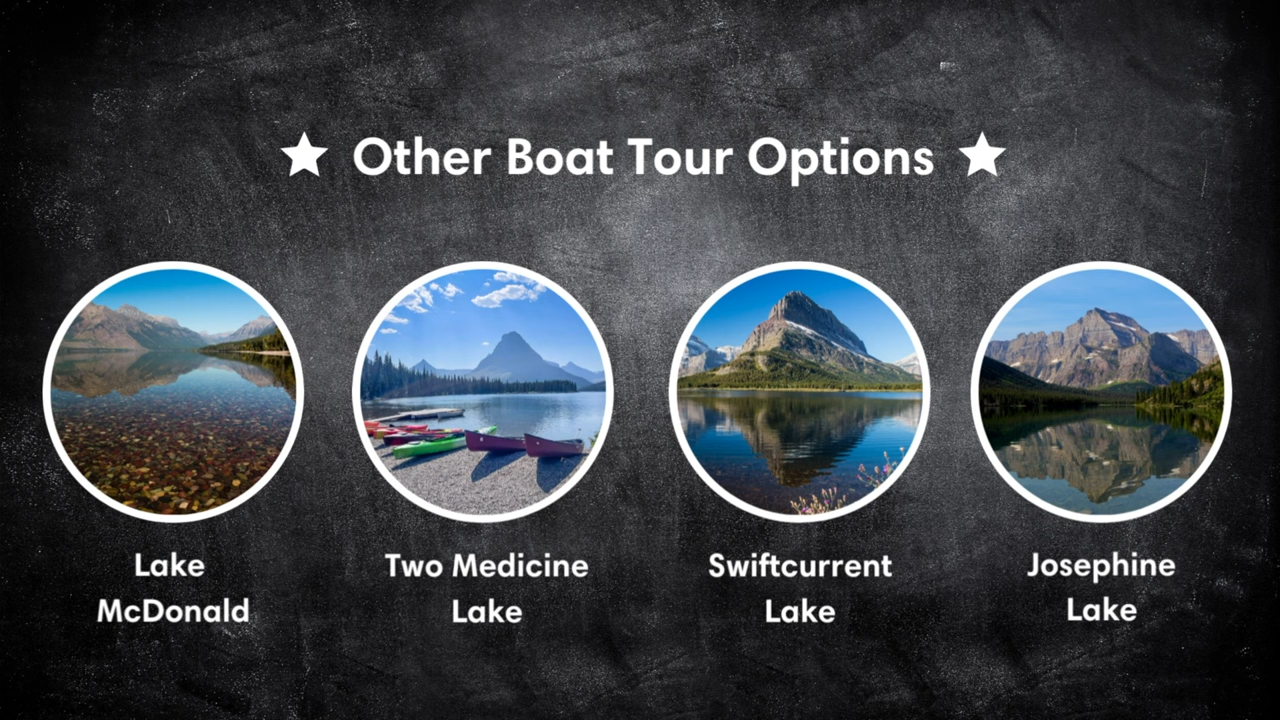 Other Boat Tour Options
Lake
McDonald
Two Medicine
Lake
Swiftcurrent
Lake
Josephine
Lake